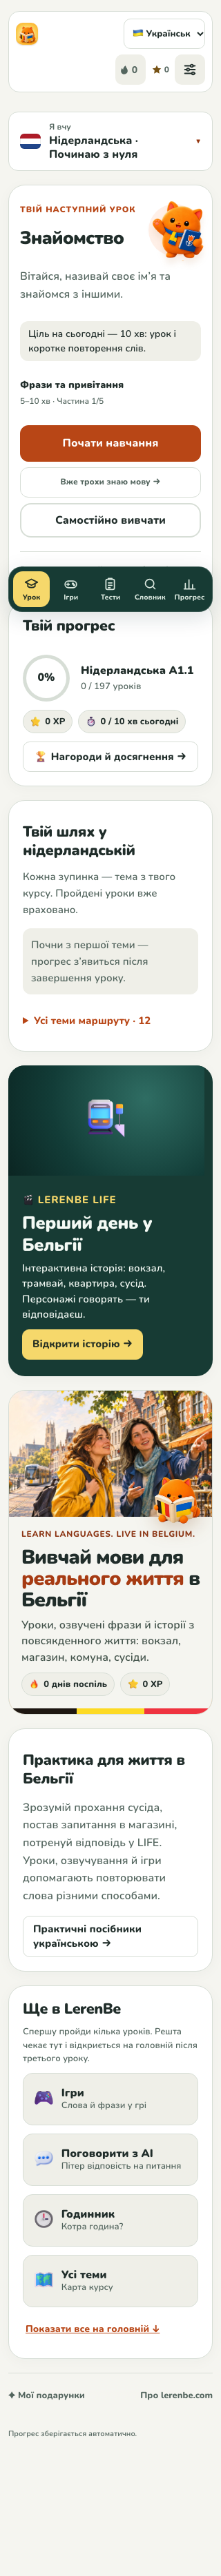 Українськ
0
0
Я вчу
Нідерландська ·
Починаю з нуля
ТВІЙ НАСТУПНИЙ УРОК
Знайомство
Вітайся, називай своє ім’я та
знайомся з іншими.
Ціль на сьогодні — 10 хв: урок і
коротке повторення слів.
Фрази та привітання
5–10 хв · Частина 1/5
Почати навчання
Вже трохи знаю мову →
Самостійно вивчати
Урок
Ігри
Тести
Словник
Прогрес
Твій прогрес
0%
Нідерландська A1.1
0 / 197 уроків
0 XP
0 / 10 хв сьогодні
Нагороди й досягнення →
Твій шлях у
нідерландській
Кожна зупинка — тема з твого
курсу. Пройдені уроки вже
враховано.
Почни з першої теми —
прогрес з’явиться після
завершення уроку.
Усі теми маршруту · 12
LERENBE LIFE
Перший день у
Бельгії
Інтерактивна історія: вокзал,
трамвай, квартира, сусід.
Персонажі говорять — ти
відповідаєш.
Відкрити історію →
LEARN LANGUAGES. LIVE IN BELGIUM.
Вивчай мови для
реального життя в
Бельгії
Уроки, озвучені фрази й історії з
повсякденного життя: вокзал,
магазин, комуна, сусіди.
0 днів поспіль
0 XP
Практика для життя в
Бельгії
Зрозумій прохання сусіда,
постав запитання в магазині,
потренуй відповідь у LIFE.
Уроки, озвучування й ігри
допомагають повторювати
слова різними способами.
Практичні посібники
українською →
Ще в LerenBe
Спершу пройди кілька уроків. Решта
чекає тут і відкриється на головній після
третього уроку.
Ігри
Слова й фрази у грі
Поговорити з AI
Пітер відповість на питання
Годинник
Котра година?
Усі теми
Карта курсу
Показати все на головній ↓
✦ Мої подарунки
Про lerenbe.com
Прогрес зберігається автоматично.